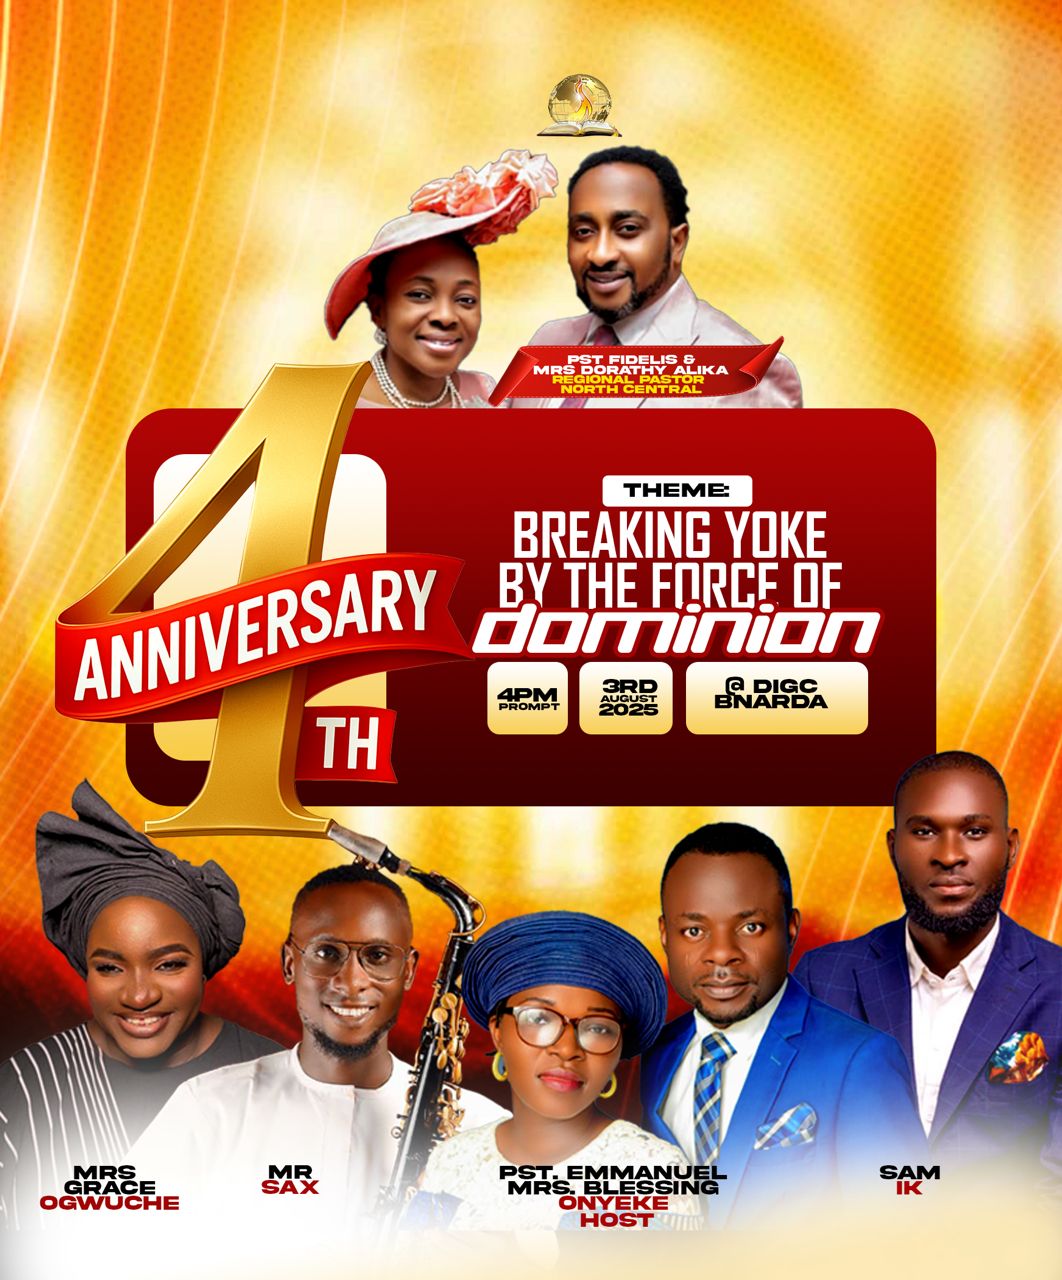 PST FIDELIS &
MRS DORATHY ALIKA
REGIONAL PASTOR
NORTH CENTRAL
4
ANNIVERSARY
TH
THEME:
BREAKING YOKE
BY THE FORCE OF
dominion
4PM
PROMPT
3RD
AUGUST
2025
@ DIGC
BNARDA
MRS
GRACE
OGWUCHE
MR
SAX
PST. EMMANUEL
MRS. BLESSING
ONYEKE
HOST
SAM
IK